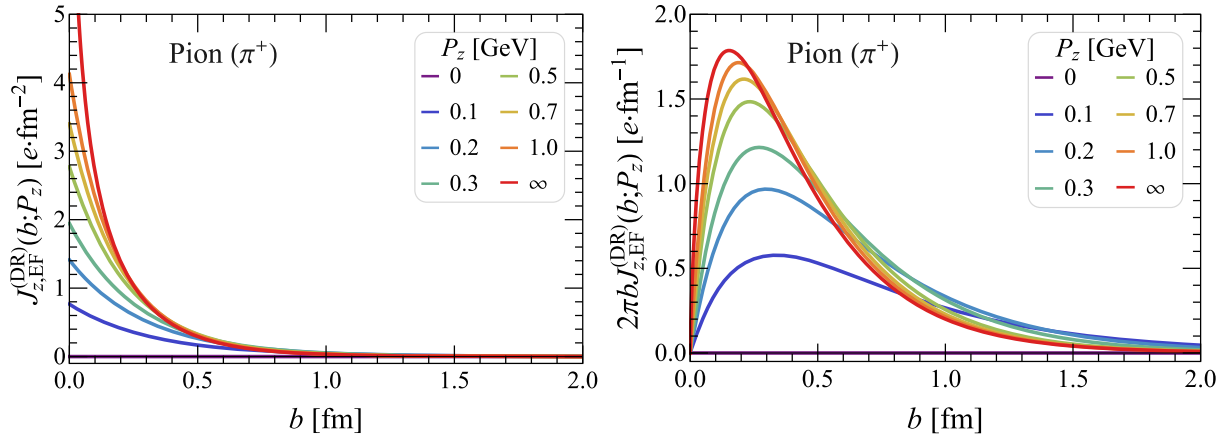 Pion (π⁺)
P_z [GeV]
0 0.5
0.1 0.7
0.2 1.0
0.3 ∞
J_{z,EF}^{(DR)}(b;P_z) [e·fm⁻²]
5
4
3
2
1
0
0.0 0.5 1.0 1.5 2.0
b [fm]
Pion (π⁺)
P_z [GeV]
0 0.5
0.1 0.7
0.2 1.0
0.3 ∞
2πbJ_{z,EF}^{(DR)}(b;P_z) [e·fm⁻¹]
2.0
1.5
1.0
0.5
0.0
0.0 0.5 1.0 1.5 2.0
b [fm]